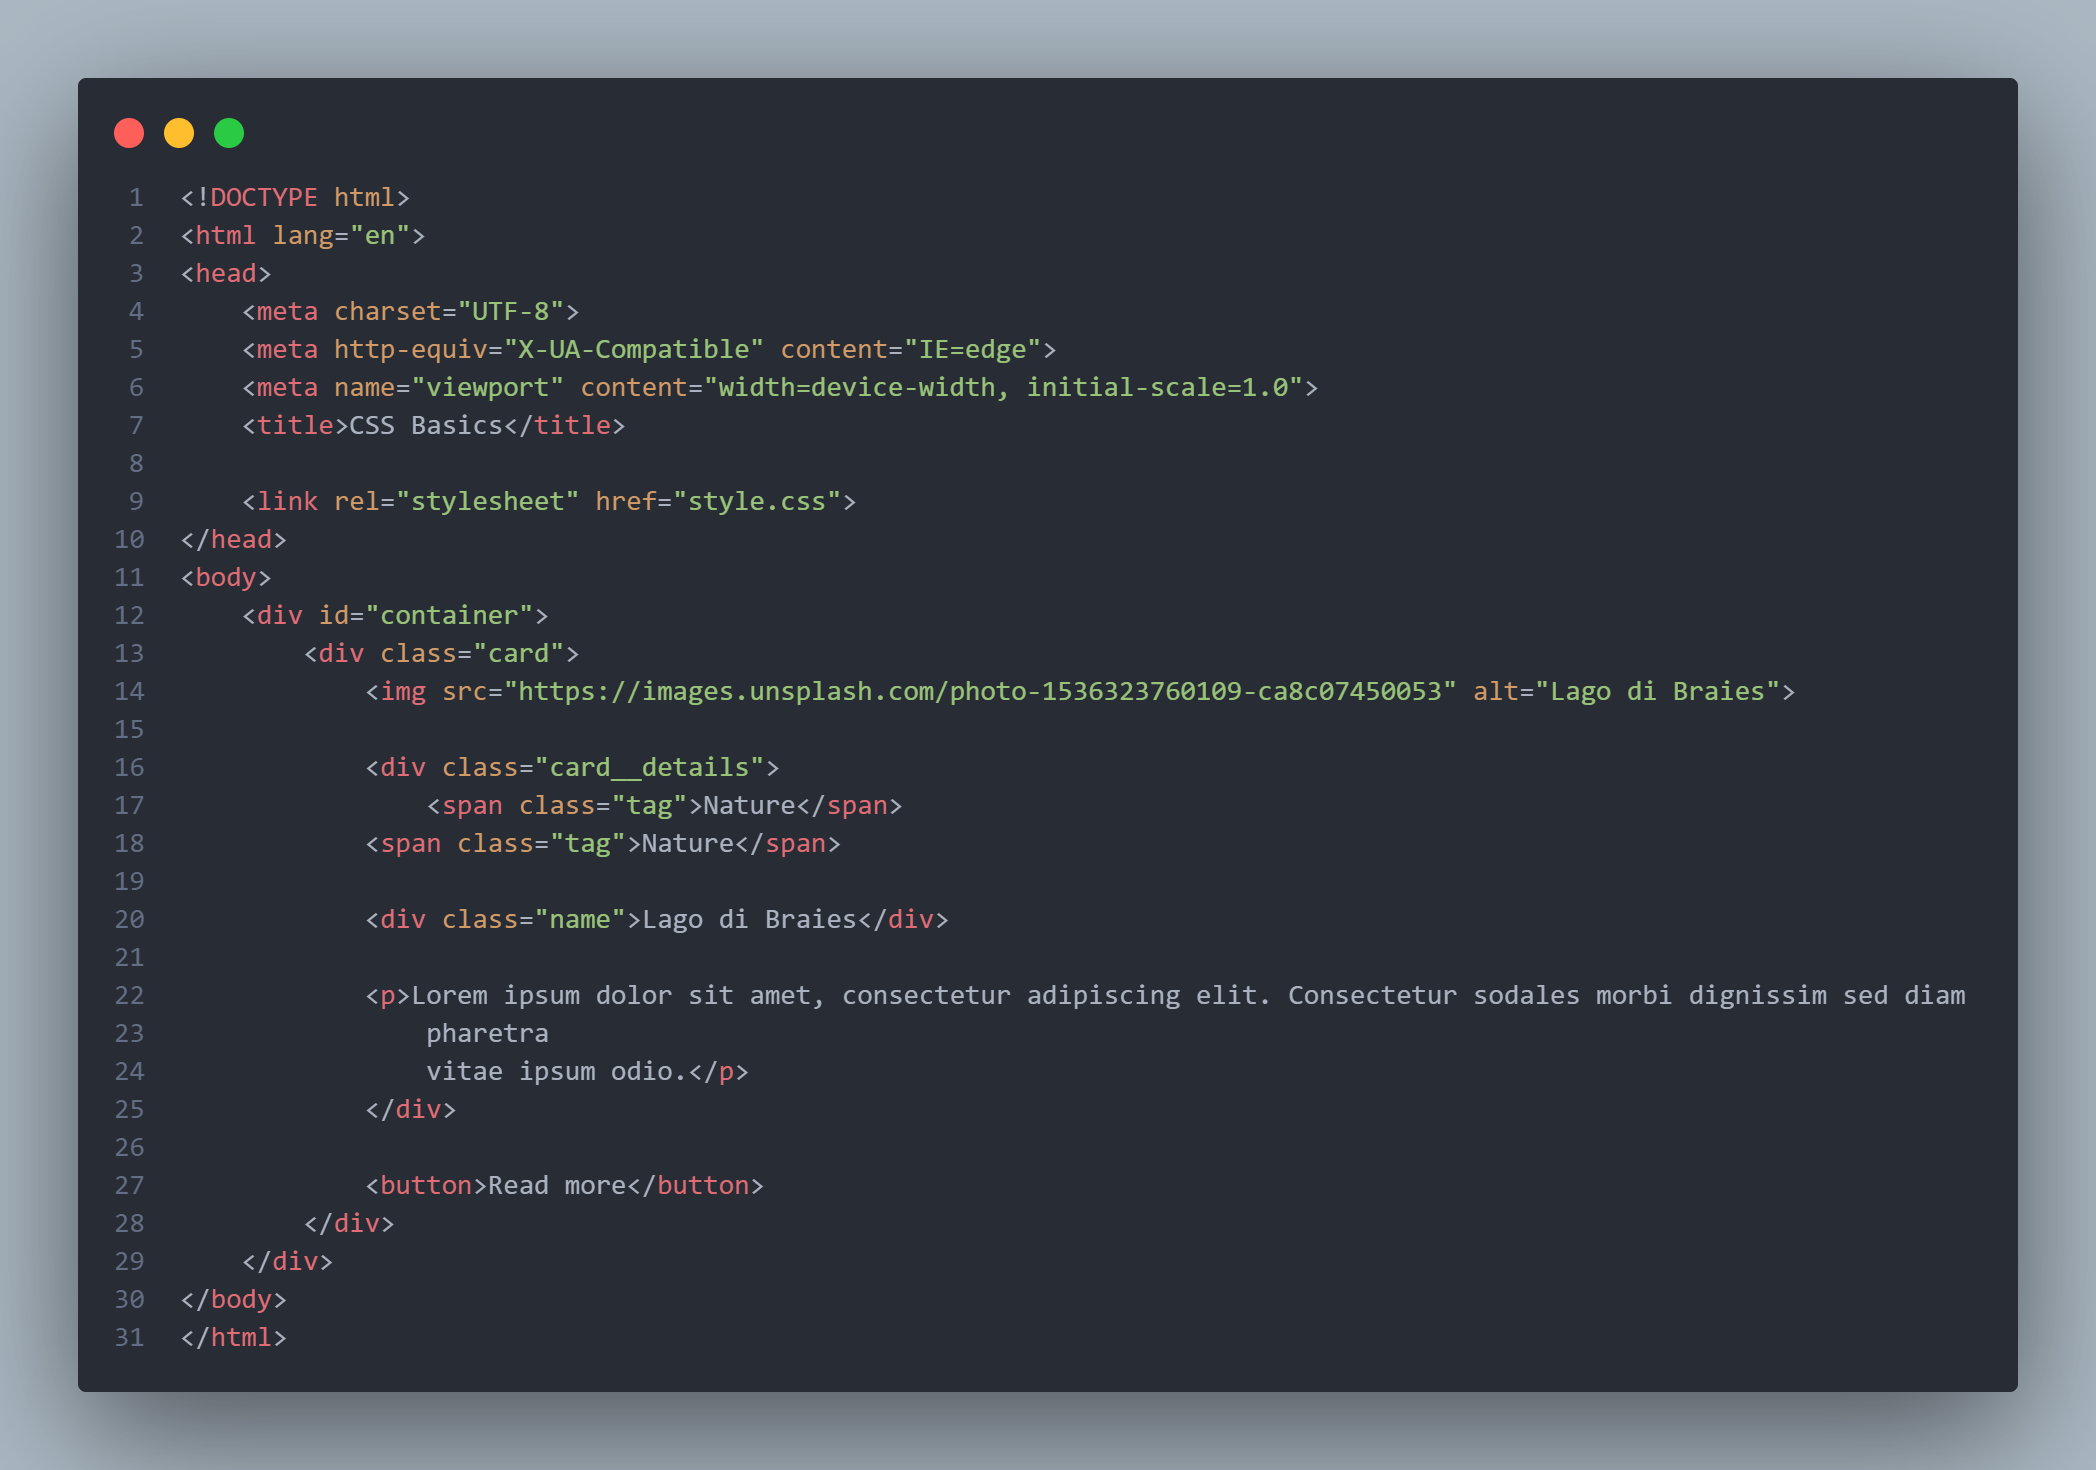 1 <!DOCTYPE html>
2 <html lang="en">
3 <head>
4     <meta charset="UTF-8">
5     <meta http-equiv="X-UA-Compatible" content="IE=edge">
6     <meta name="viewport" content="width=device-width, initial-scale=1.0">
7     <title>CSS Basics</title>
8
9     <link rel="stylesheet" href="style.css">
10 </head>
11 <body>
12     <div id="container">
13         <div class="card">
14             <img src="https://images.unsplash.com/photo-1536323760109-ca8c07450053" alt="Lago di Braies">
15
16             <div class="card__details">
17                 <span class="tag">Nature</span>
18             <span class="tag">Nature</span>
19
20             <div class="name">Lago di Braies</div>
21
22             <p>Lorem ipsum dolor sit amet, consectetur adipiscing elit. Consectetur sodales morbi dignissim sed diam
23                 pharetra
24                 vitae ipsum odio.</p>
25             </div>
26
27             <button>Read more</button>
28         </div>
29     </div>
30 </body>
31 </html>